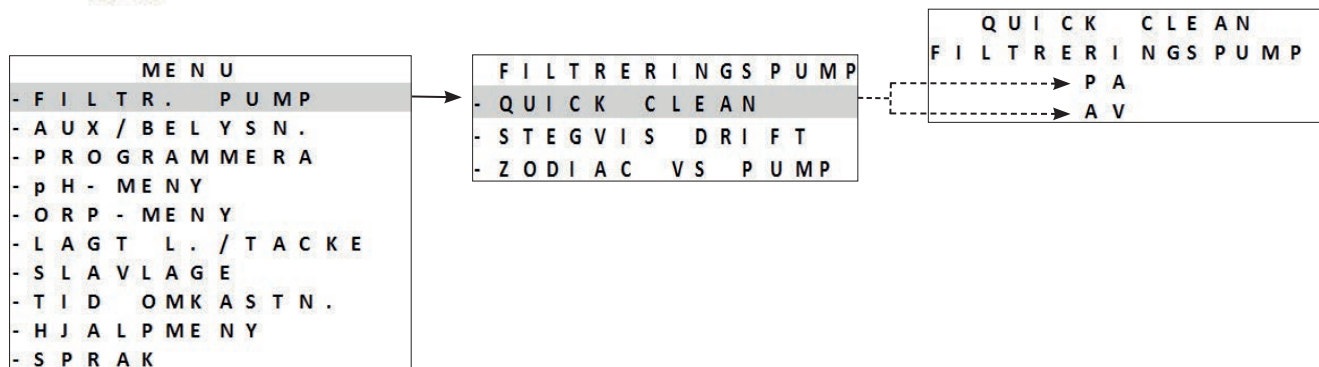 MENU
- FILTR. PUMP
- AUX/BELYSN.
- PROGRAMMERA
- pH- MENY
- ORP - MENY
- LAGT L. /TACKE
- SLAVLAGE
- TID OMKASTN.
- HJALPMENY
- SPRAK
FILTRERINGSPUMP
- QUICK CLEAN
- STEGVIS DRIFT
- ZODIAC VS PUMP
QUICK CLEAN
FILTRERINGSPUMP
PA
AV